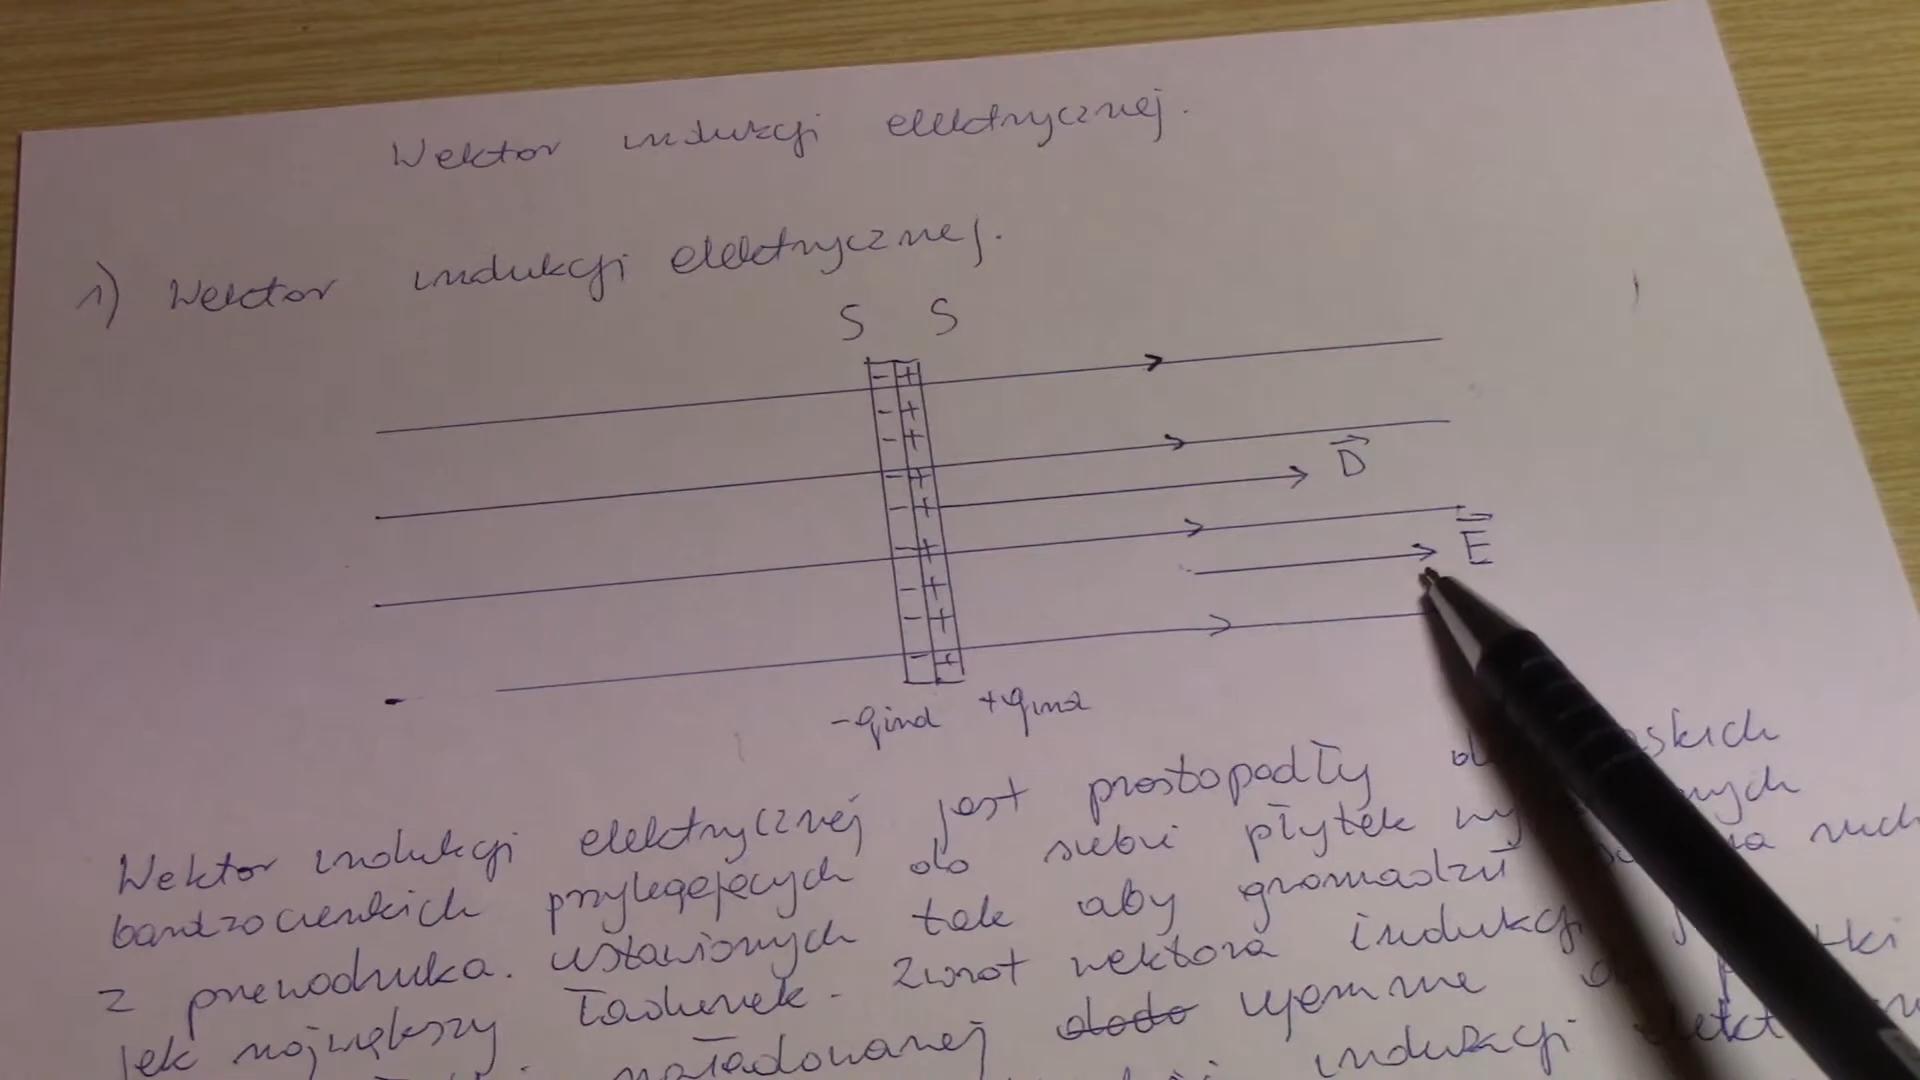 Wektor indukcji elektrycznej.
1) Wektor indukcji elektrycznej.
S S
- +
- +
- +
- +
- +
- +
- +
- +
- +
D
E
-qind +qind
Wektor indukcji elektrycznej jest prostopadły
bardzo cienkich przylegających do siebie płytek
z przewodnika. ustawionych tak aby gromadził na
jak największy ładunek. Zwrot wektora indukcji
naładowanej ujemnie
indukcji